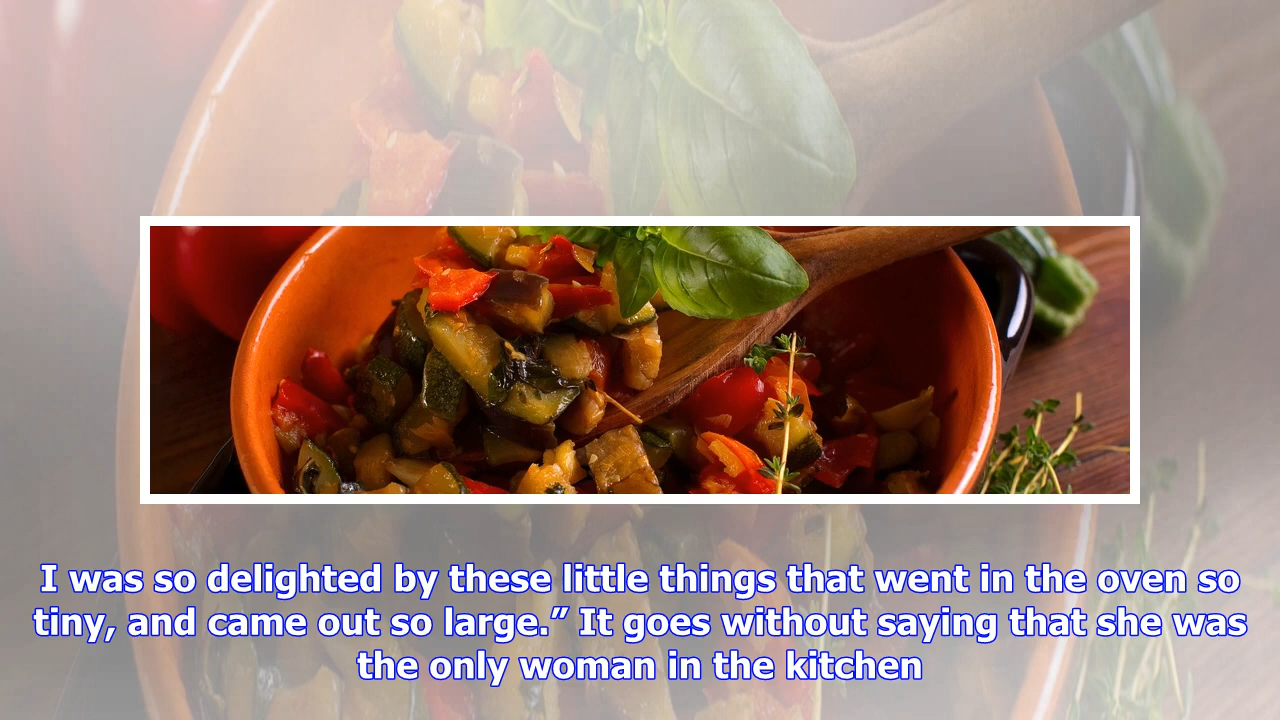 I was so delighted by these little things that went in the oven so
tiny, and came out so large.” It goes without saying that she was
the only woman in the kitchen